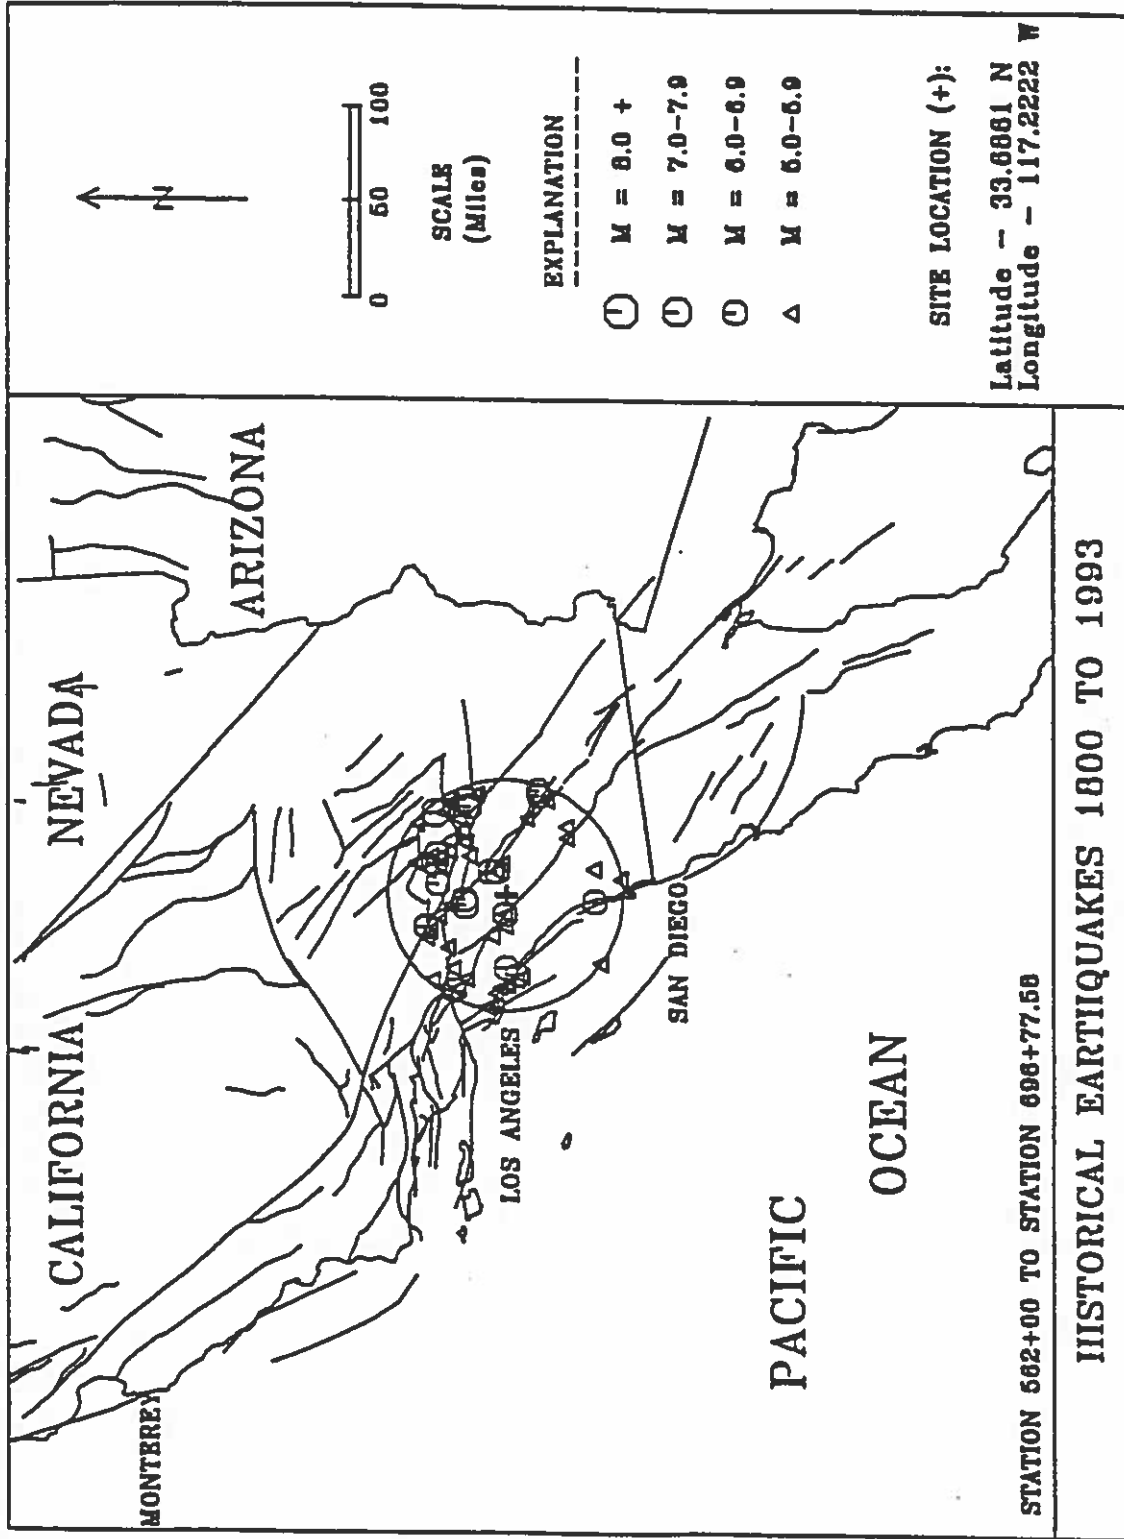 CALIFORNIA
NEVADA
ARIZONA
MONTEREY
LOS ANGELES
SAN DIEGO
PACIFIC
OCEAN
STATION 562+00 TO STATION 696+77.58
HISTORICAL EARTHQUAKES 1800 TO 1993
N
0 50 100
SCALE
(Miles)
EXPLANATION
M = 8.0 +
M = 7.0-7.9
M = 6.0-6.9
M = 5.0-5.9
SITE LOCATION (+):
Latitude - 33.6861 N
Longitude - 117.2222 W